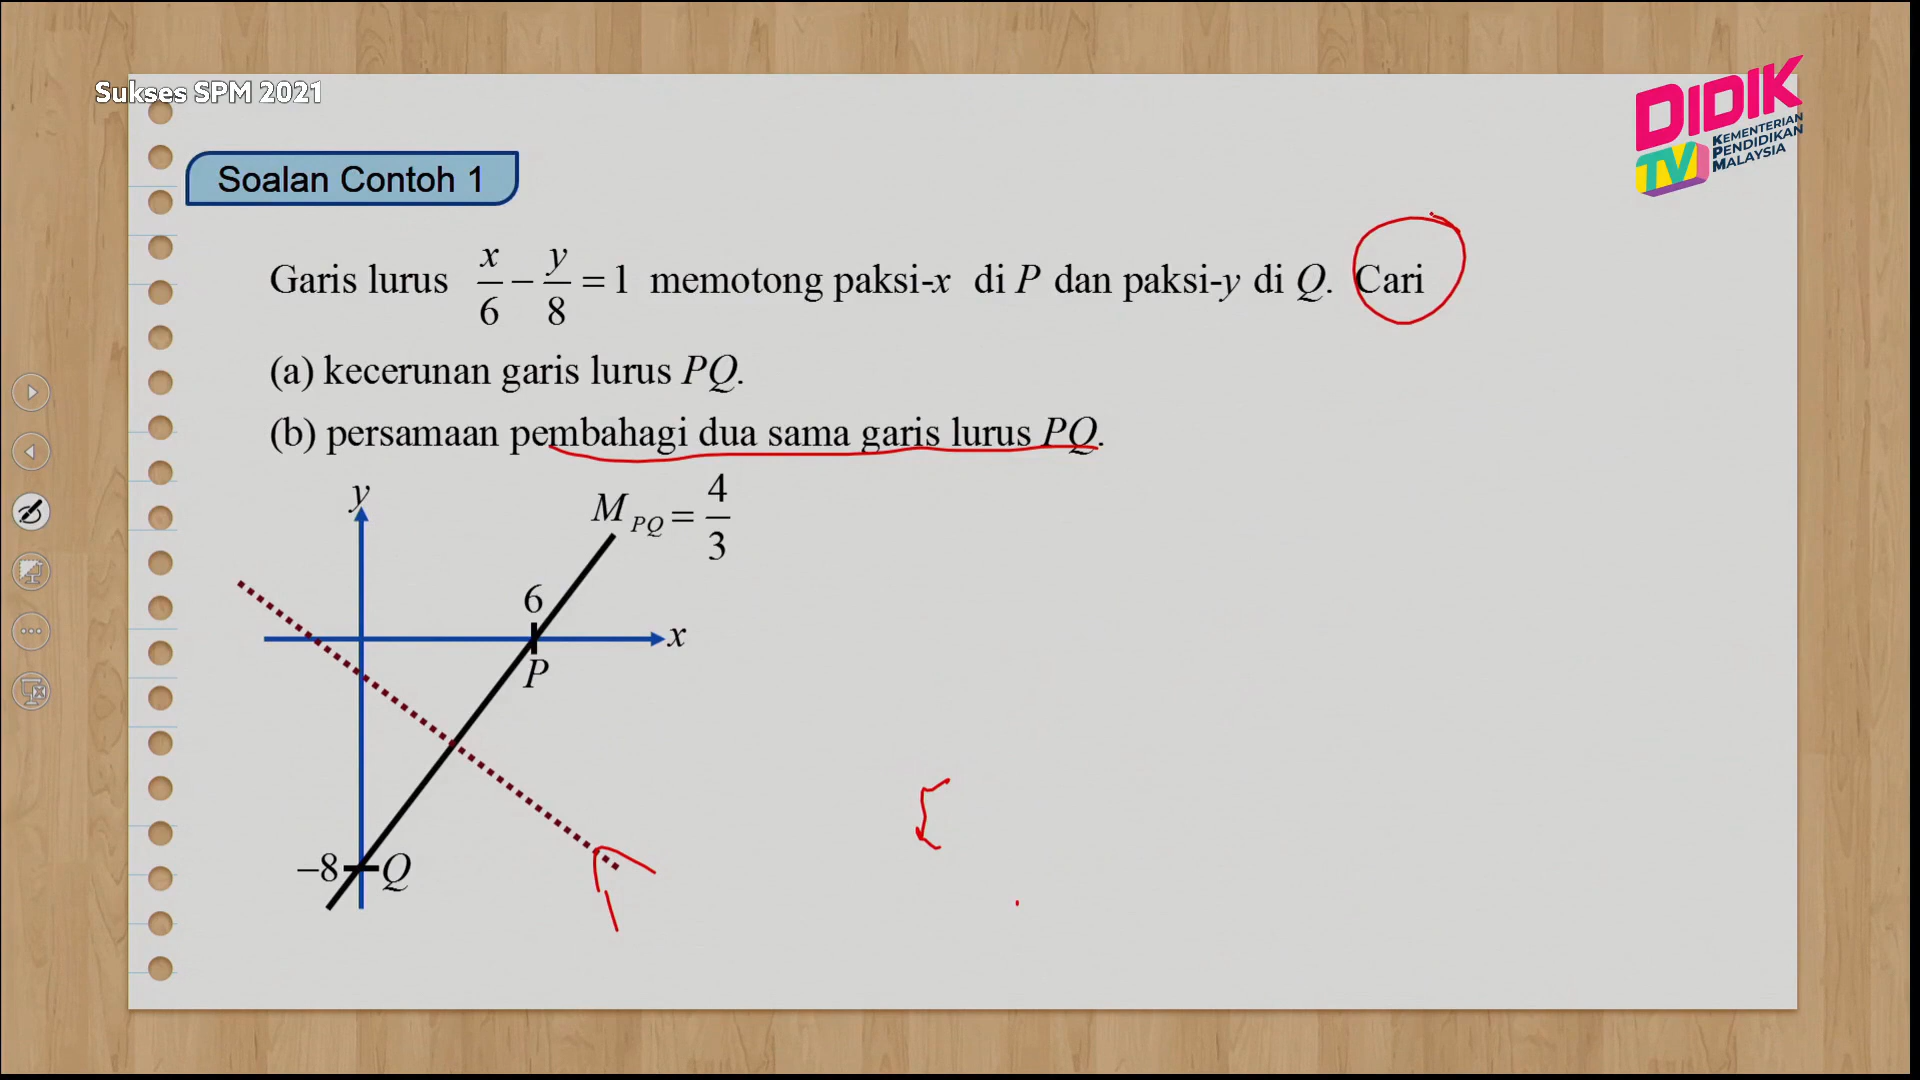 Sukses SPM 2021
DIDIK
TV
KEMENTERIAN
PENDIDIKAN
MALAYSIA
Soalan Contoh 1
Garis lurus x/6 − y/8 = 1 memotong paksi-x di P dan paksi-y di Q. Cari
(a) kecerunan garis lurus PQ.
(b) persamaan pembahagi dua sama garis lurus PQ.
y
M_PQ = 4/3
6
x
P
−8
Q